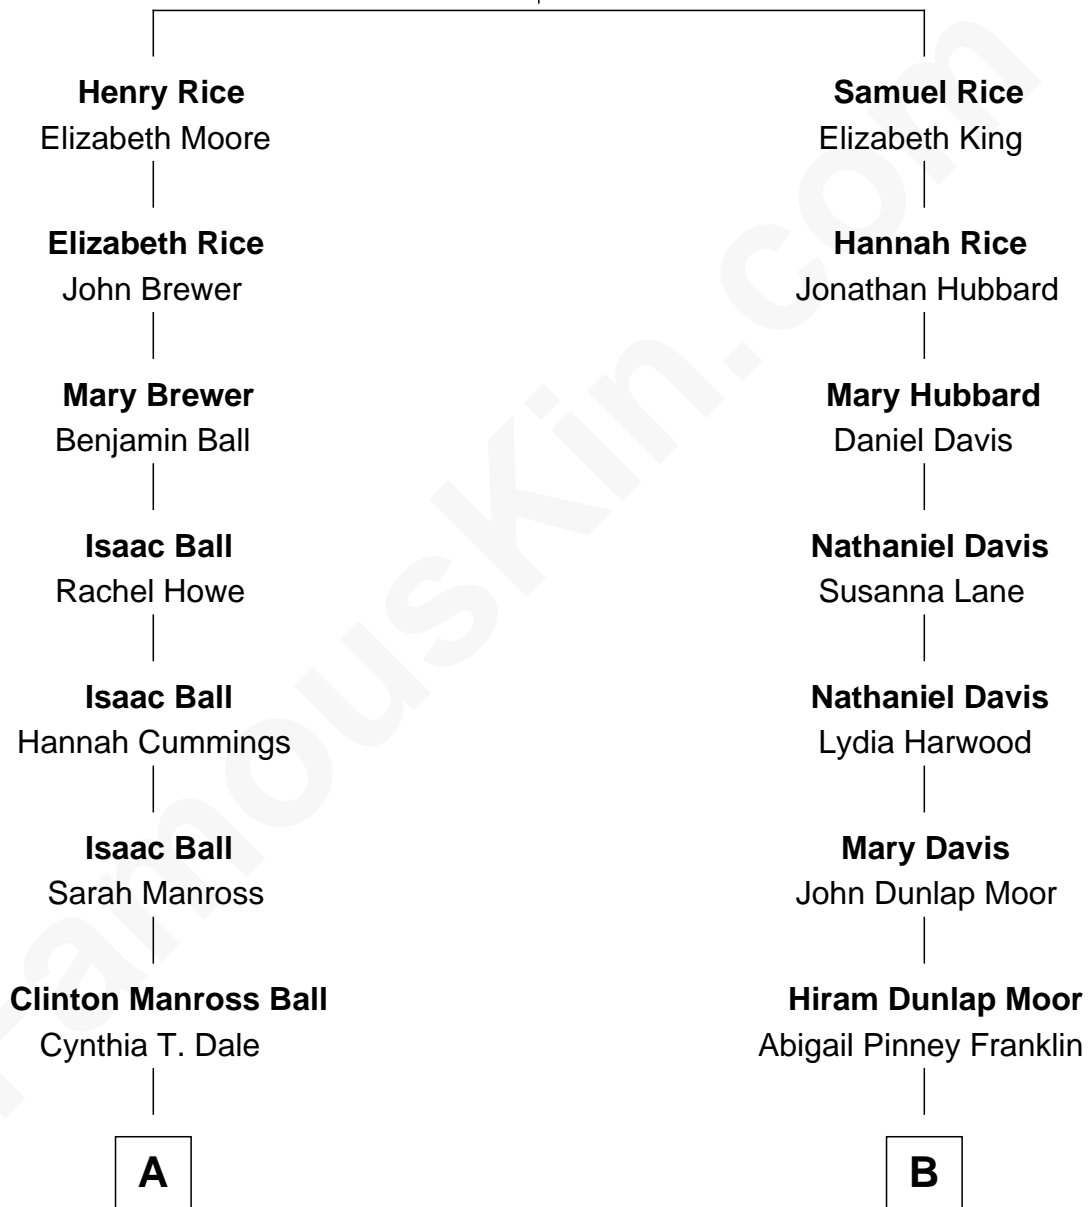 Henry Rice
Elizabeth Moore
Elizabeth Rice
John Brewer
Mary Brewer
Benjamin Ball
Isaac Ball
Rachel Howe
Isaac Ball
Hannah Cummings
Isaac Ball
Sarah Manross
Clinton Manross Ball
Cynthia T. Dale
A
Samuel Rice
Elizabeth King
Hannah Rice
Jonathan Hubbard
Mary Hubbard
Daniel Davis
Nathaniel Davis
Susanna Lane
Nathaniel Davis
Lydia Harwood
Mary Davis
John Dunlap Moor
Hiram Dunlap Moor
Abigail Pinney Franklin
B
FamousKin.com